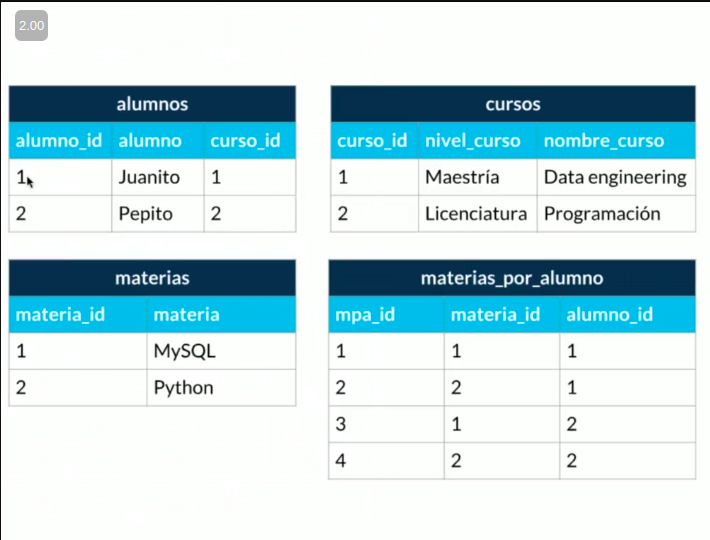 2.00
alumnos
alumno_id alumno curso_id
1 Juanito 1
2 Pepito 2
cursos
curso_id nivel_curso nombre_curso
1 Maestría Data engineering
2 Licenciatura Programación
materias
materia_id materia
1 MySQL
2 Python
materias_por_alumno
mpa_id materia_id alumno_id
1 1 1
2 2 1
3 1 2
4 2 2